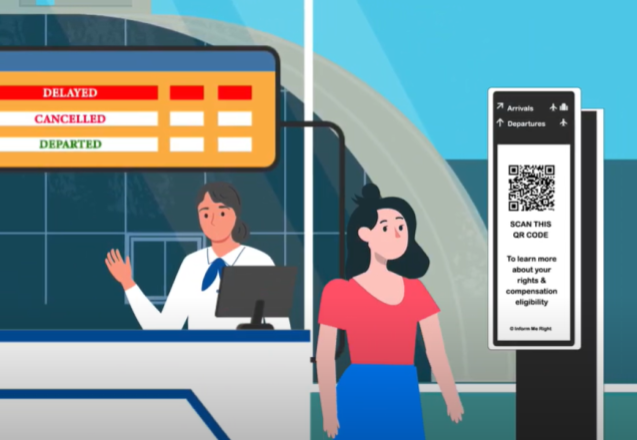 DELAYED
CANCELLED
DEPARTED
Arrivals
Departures
SCAN THIS
QR CODE
To learn more
about your
rights &
compensation
eligibility
© Inform Me Right